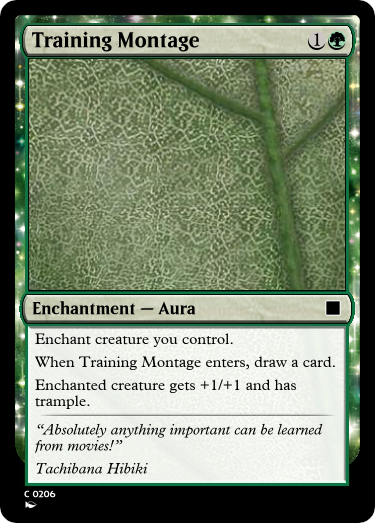 Training Montage 1
Enchantment — Aura
Enchant creature you control.
When Training Montage enters, draw a card.
Enchanted creature gets +1/+1 and has
trample.
“Absolutely anything important can be learned
from movies!”
Tachibana Hibiki
C 0206